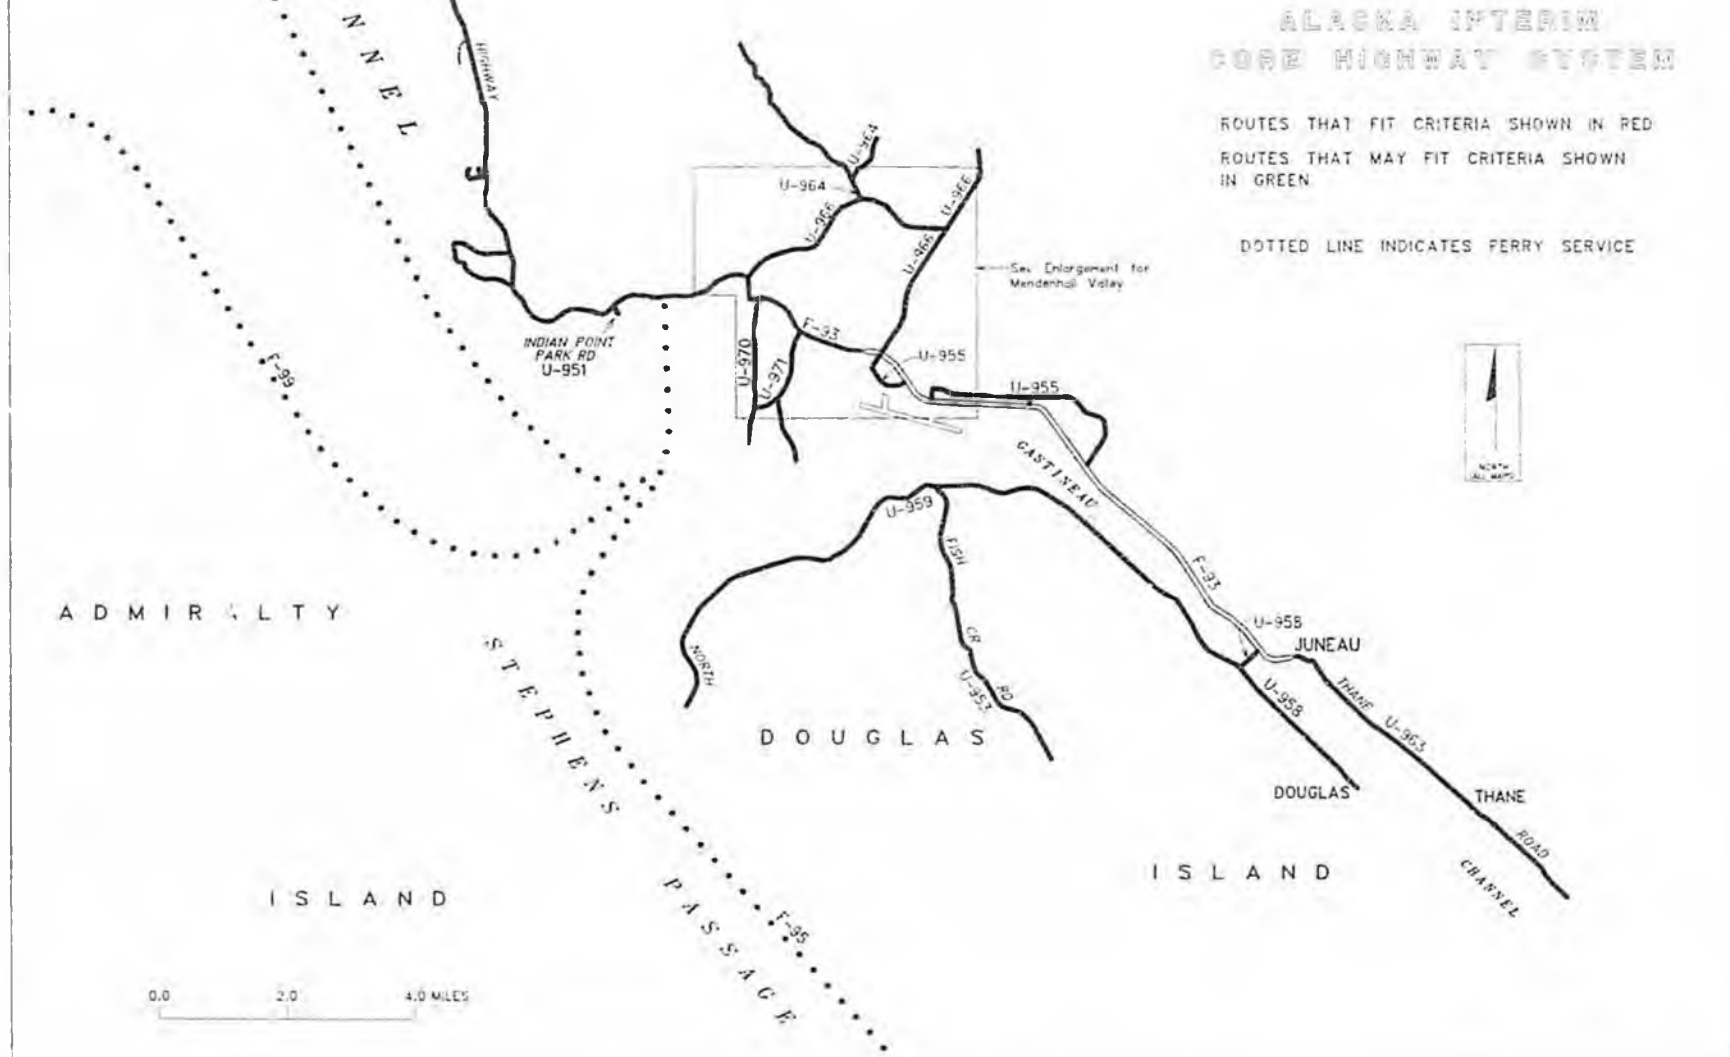 ALASKA INTERIM
CORE HIGHWAY SYSTEM
ROUTES THAT FIT CRITERIA SHOWN IN RED
ROUTES THAT MAY FIT CRITERIA SHOWN
IN GREEN
DOTTED LINE INDICATES FERRY SERVICE
NNEL
HIGHWAY
U-964
U-964
U-966
U-966
U-966
See Enlargement for
Mendenhall Valley
F-93
U-955
INDIAN POINT
PARK RD
U-951
U-970
U-971
U-955
F-99
GASTINEAU
NORTH
ALL MAPS
U-959
FISH
CR
RD
U-953
F-93
ADMIRALTY
U-958
JUNEAU
STEPHENS
NORTH
THANE
U-958
U-963
DOUGLAS
DOUGLAS
THANE
ROAD
ISLAND
CHANNEL
ISLAND
PASSAGE
F-95
0.0 2.0 4.0 MILES